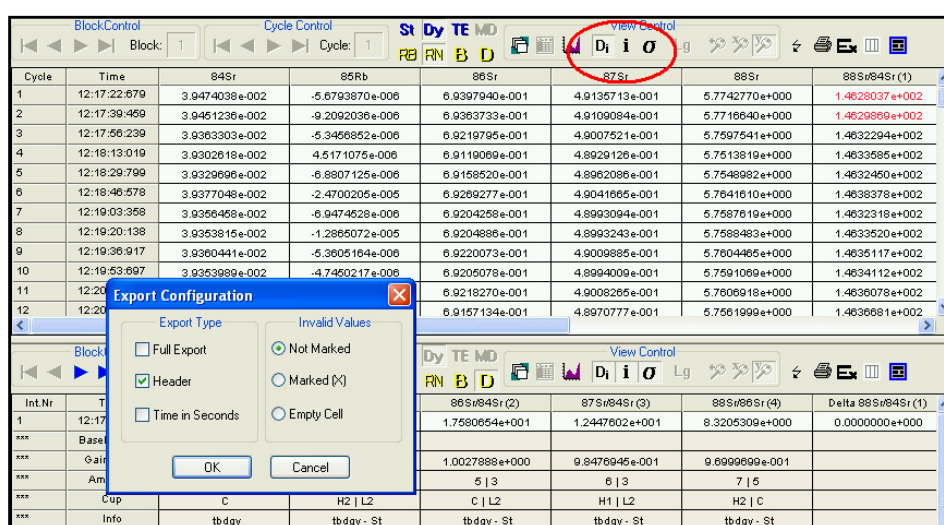 BlockControl Cycle Control View Control
Block: 1 Cycle: 1 St Dy TE MD Di i σ Lg Ex
RB RN B D
Cycle Time 84Sr 85Rb 86Sr 87Sr 88Sr 88Sr/84Sr (1)
1 12:17:22:679 3.9474038e-002 -5.6793870e-006 6.9397940e-001 4.9135713e-001 5.7742770e+000 1.4628037e+002
2 12:17:39:459 3.9451236e-002 -9.2092036e-006 6.9363733e-001 4.9109084e-001 5.7716640e+000 1.4629869e+002
3 12:17:56:239 3.9363303e-002 -5.3456852e-006 6.9219795e-001 4.9007521e-001 5.7597541e+000 1.4632294e+002
4 12:18:13:019 3.9302618e-002 4.5171075e-006 6.9119069e-001 4.8929126e-001 5.7513819e+000 1.4633585e+002
5 12:18:29:799 3.9329696e-002 -6.8807125e-006 6.9158520e-001 4.8962086e-001 5.7548982e+000 1.4632450e+002
6 12:18:46:578 3.9377048e-002 -2.4700205e-006 6.9269277e-001 4.9041665e-001 5.7641610e+000 1.4638378e+002
7 12:19:03:358 3.9356458e-002 -6.9474528e-006 6.9204258e-001 4.8993094e-001 5.7587619e+000 1.4632318e+002
8 12:19:20:138 3.9353815e-002 -1.2865072e-005 6.9204886e-001 4.8993243e-001 5.7588483e+000 1.4633520e+002
9 12:19:36:917 3.9360441e-002 -5.3605164e-006 6.9220073e-001 4.9009885e-001 5.7604465e+000 1.4635117e+002
10 12:19:53:697 3.9353989e-002 -4.7450217e-006 6.9205078e-001 4.8994009e-001 5.7591069e+000 1.4634112e+002
11 12:20 6.9218270e-001 4.9008265e-001 5.7606918e+000 1.4636078e+002
12 12:20 6.9157134e-001 4.8970777e-001 5.7561999e+000 1.4636681e+002
Export Configuration
Export Type Invalid Values
Full Export Not Marked
Header Marked (X)
Time in Seconds Empty Cell
OK Cancel
Block Dy TE MD View Control
RN B D Di i σ Lg Ex
Int.Nr T 86Sr/84Sr (2) 87Sr/84Sr (3) 88Sr/86Sr (4) Delta 88Sr/84Sr (1)
1 12:17 1.7580654e+001 1.2447602e+001 8.3205309e+000 0.0000000e+000
*** Basel
*** Gair 1.0027888e+000 9.8476945e-001 9.6999699e-001
*** Am 5 | 3 6 | 3 7 | 5
*** Cup C H2 | L2 C | L2 H1 | L2 H2 | C
*** Info tbdgv tbdgv - St tbdgv - St tbdgv - St tbdgv - St